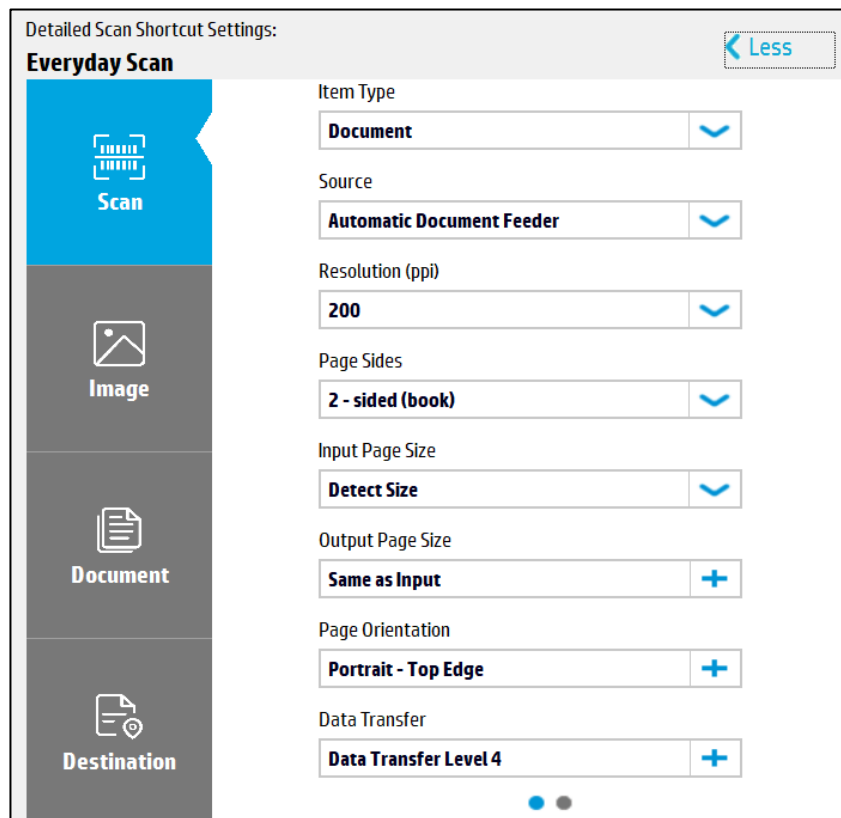 Detailed Scan Shortcut Settings:
Everyday Scan
Less
Scan
Image
Document
Destination
Item Type
Document
Source
Automatic Document Feeder
Resolution (ppi)
200
Page Sides
2 - sided (book)
Input Page Size
Detect Size
Output Page Size
Same as Input
Page Orientation
Portrait - Top Edge
Data Transfer
Data Transfer Level 4